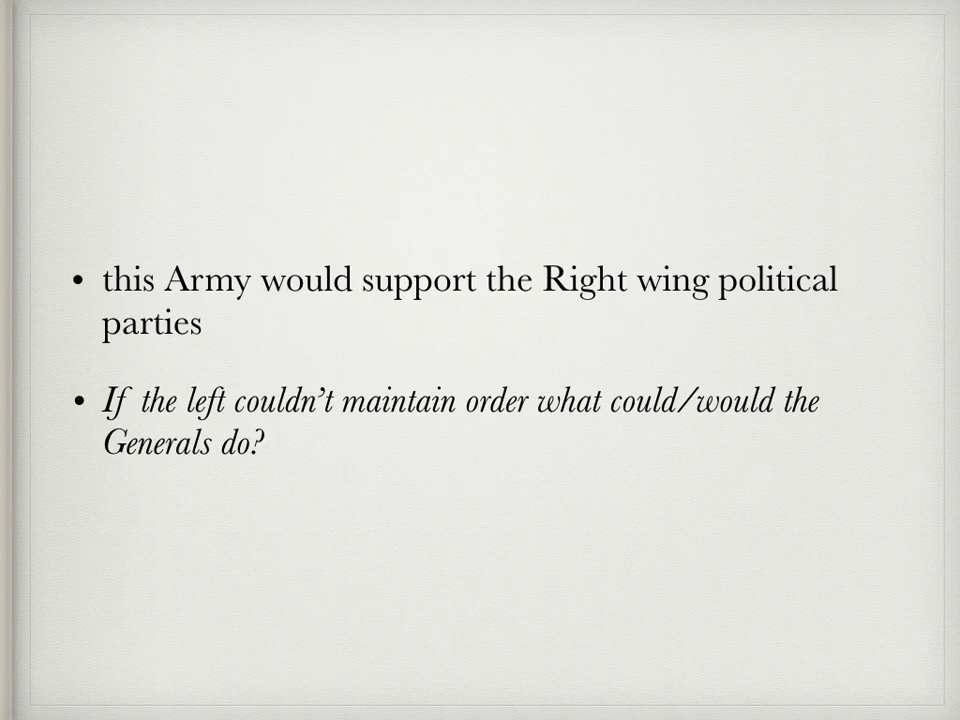 • this Army would support the Right wing political
parties
• If the left couldn’t maintain order what could/would the
Generals do?